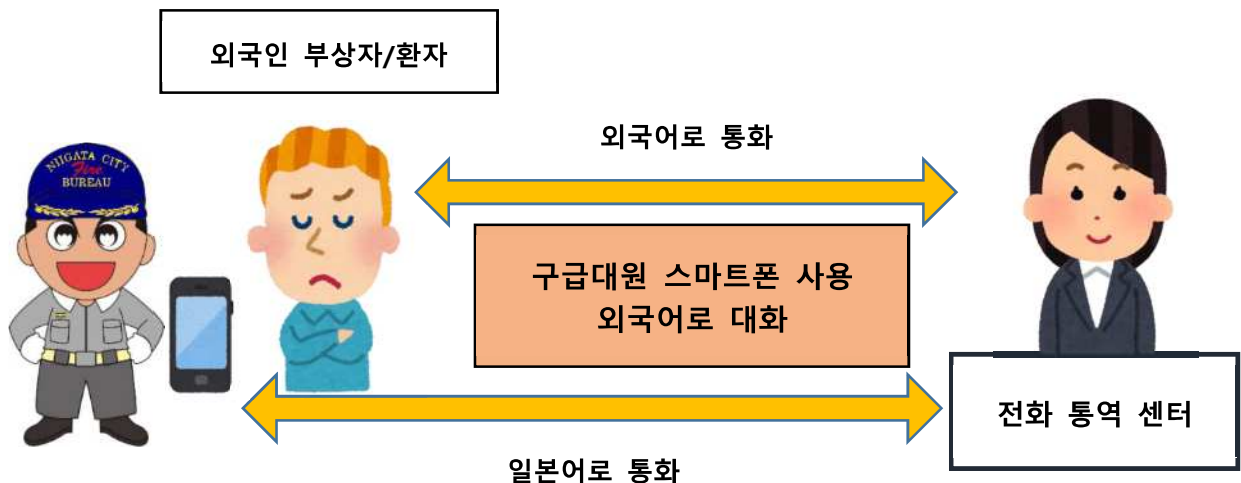 외국인 부상자/환자
외국어로 통화
NIIGATA CITY
Fire
BUREAU
구급대원 스마트폰 사용
외국어로 대화
전화 통역 센터
일본어로 통화